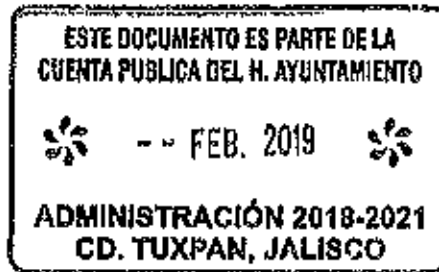 ESTE DOCUMENTO ES PARTE DE LA
CUENTA PUBLICA DEL H. AYUNTAMIENTO
-- FEB. 2019
ADMINISTRACIÓN 2018-2021
CD. TUXPAN, JALISCO